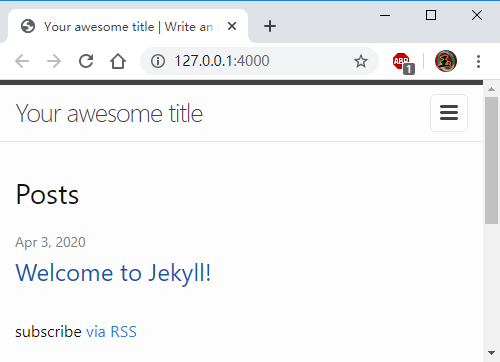 Your awesome title | Write an
127.0.0.1:4000
ABP
1
Your awesome title
Posts
Apr 3, 2020
Welcome to Jekyll!
subscribe via RSS